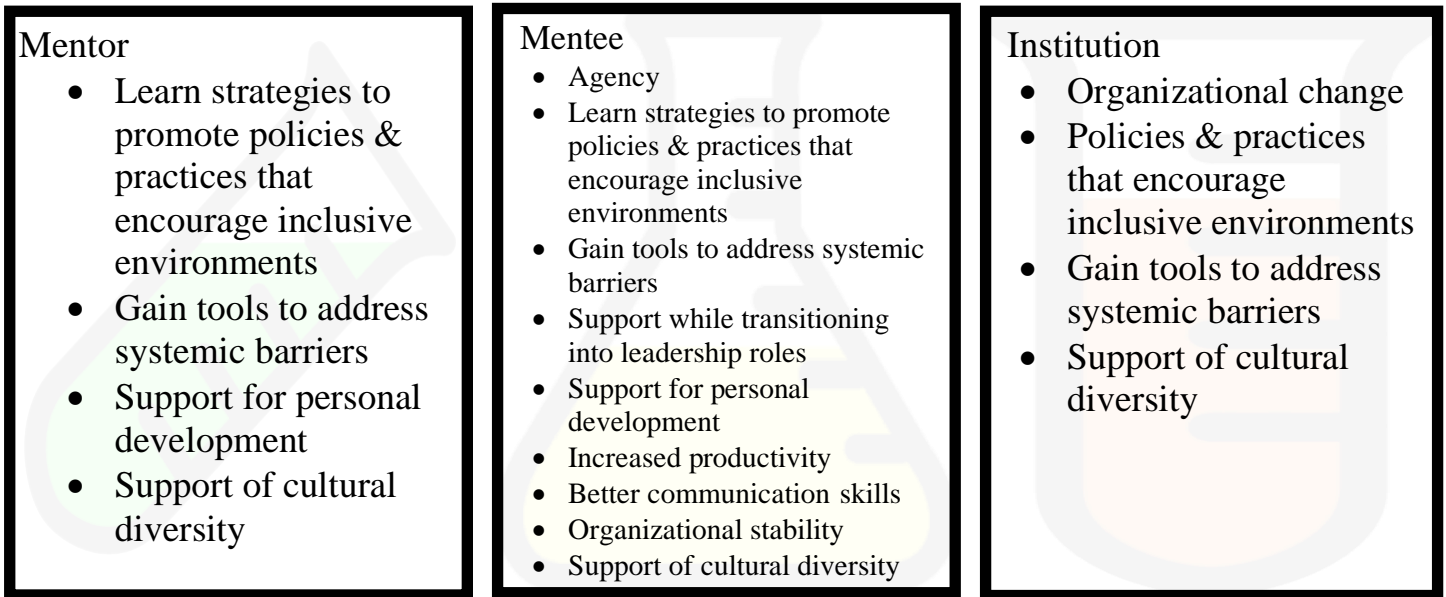 Mentor
• Learn strategies to
promote policies &
practices that
encourage inclusive
environments
• Gain tools to address
systemic barriers
• Support for personal
development
• Support of cultural
diversity
Mentee
• Agency
• Learn strategies to promote
policies & practices that
encourage inclusive
environments
• Gain tools to address systemic
barriers
• Support while transitioning
into leadership roles
• Support for personal
development
• Increased productivity
• Better communication skills
• Organizational stability
• Support of cultural diversity
Institution
• Organizational change
• Policies & practices
that encourage
inclusive environments
• Gain tools to address
systemic barriers
• Support of cultural
diversity